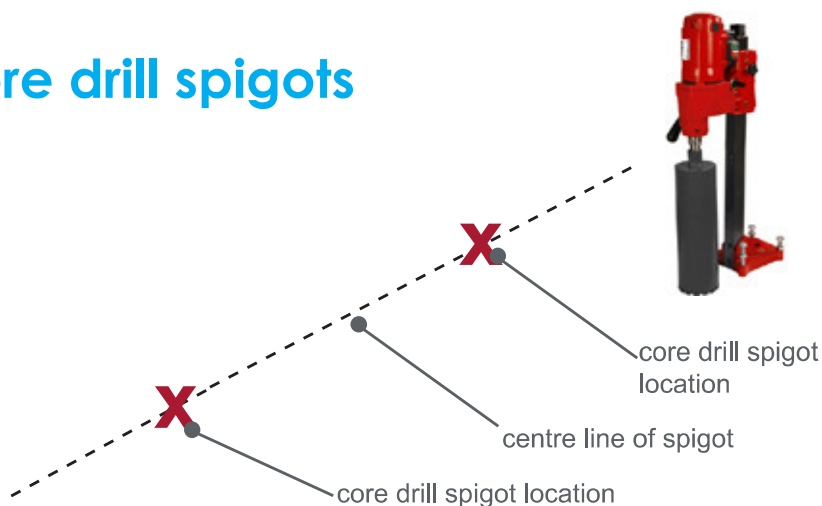 re drill spigots
X
core drill spigot
location
X
centre line of spigot
core drill spigot location